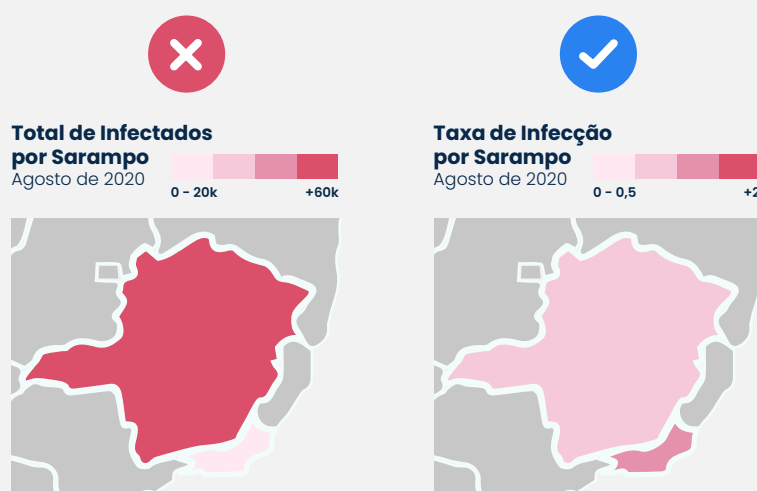 Total de Infectados
por Sarampo
Agosto de 2020
0 - 20k
+60k
Taxa de Infecção
por Sarampo
Agosto de 2020
0 - 0,5